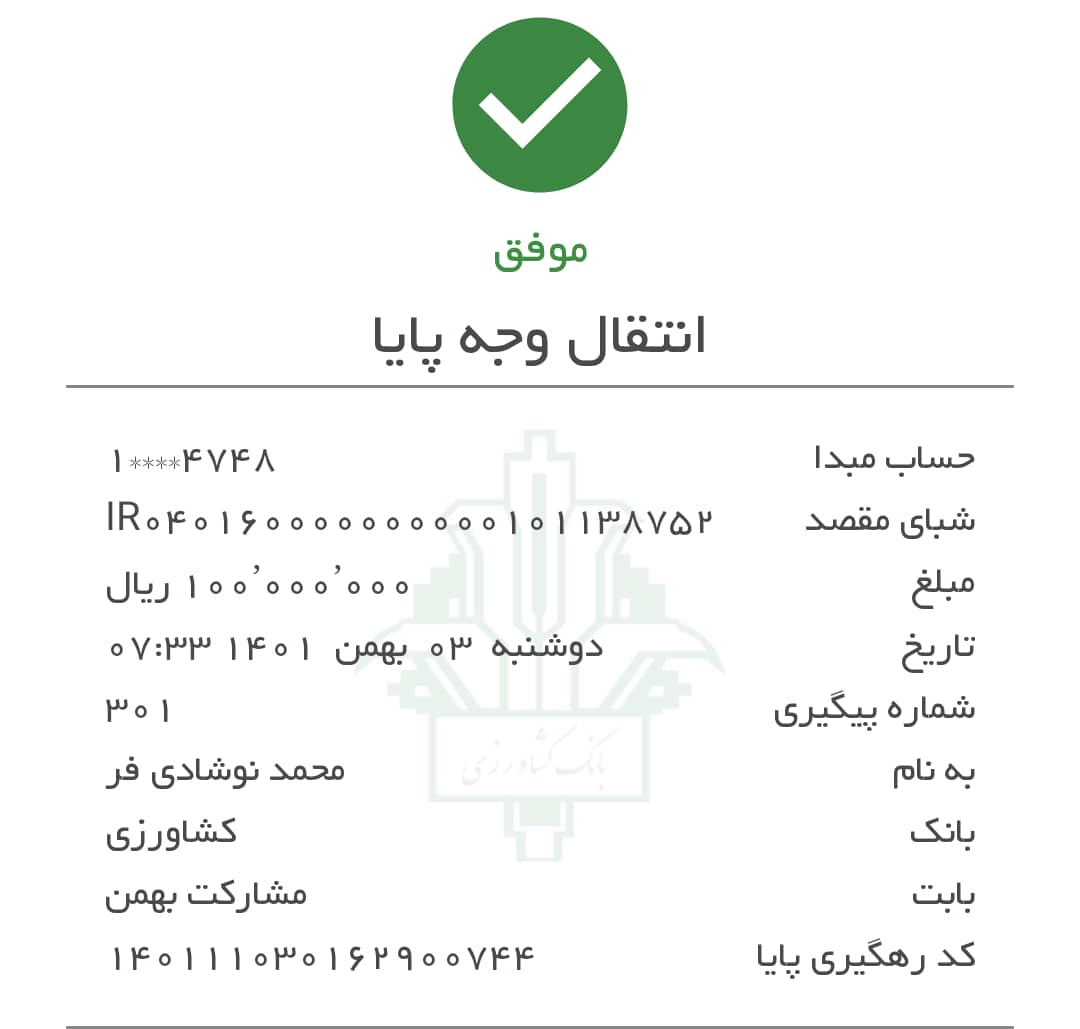 موفق
انتقال وجه پایا
حساب مبدا ۱****۴۷۴۸
شبای مقصد IR۰۴۰۱۶۰۰۰۰۰۰۰۰۰۰۱۰۱۱۳۸۷۵۲
مبلغ ۱۰۰٬۰۰۰٬۰۰۰ ریال
تاریخ دوشنبه ۰۳ بهمن ۱۴۰۱ ۰۷:۳۳
شماره پیگیری ۳۰۱
به نام محمد نوشادی فر
بانک کشاورزی
بانک کشاورزی
بابت مشارکت بهمن
کد رهگیری پایا ۱۴۰۱۱۱۰۳۰۱۶۲۹۰۰۷۴۴